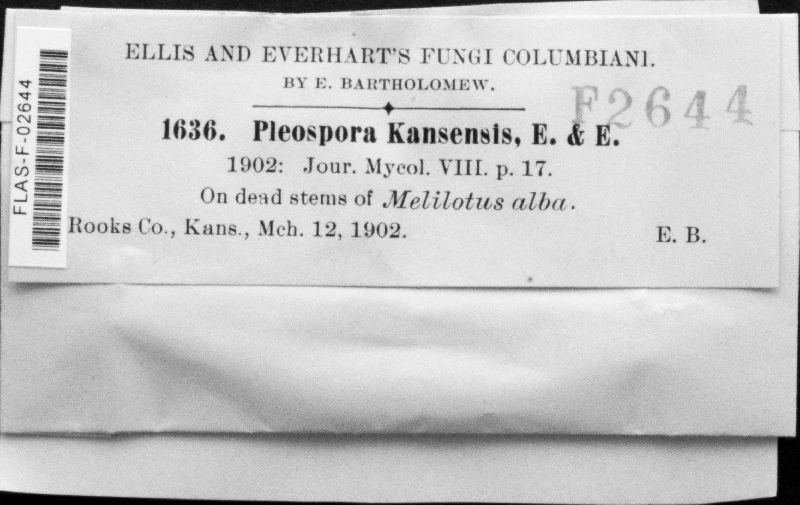 ELLIS AND EVERHART'S FUNGI COLUMBIANI.
BY E. BARTHOLOMEW.
F2644
1636. Pleospora Kansensis, E. & E.
1902: Jour. Mycol. VIII. p. 17.
On dead stems of Melilotus alba.
Rooks Co., Kans., Mch. 12, 1902. E. B.
FLAS-F-02644